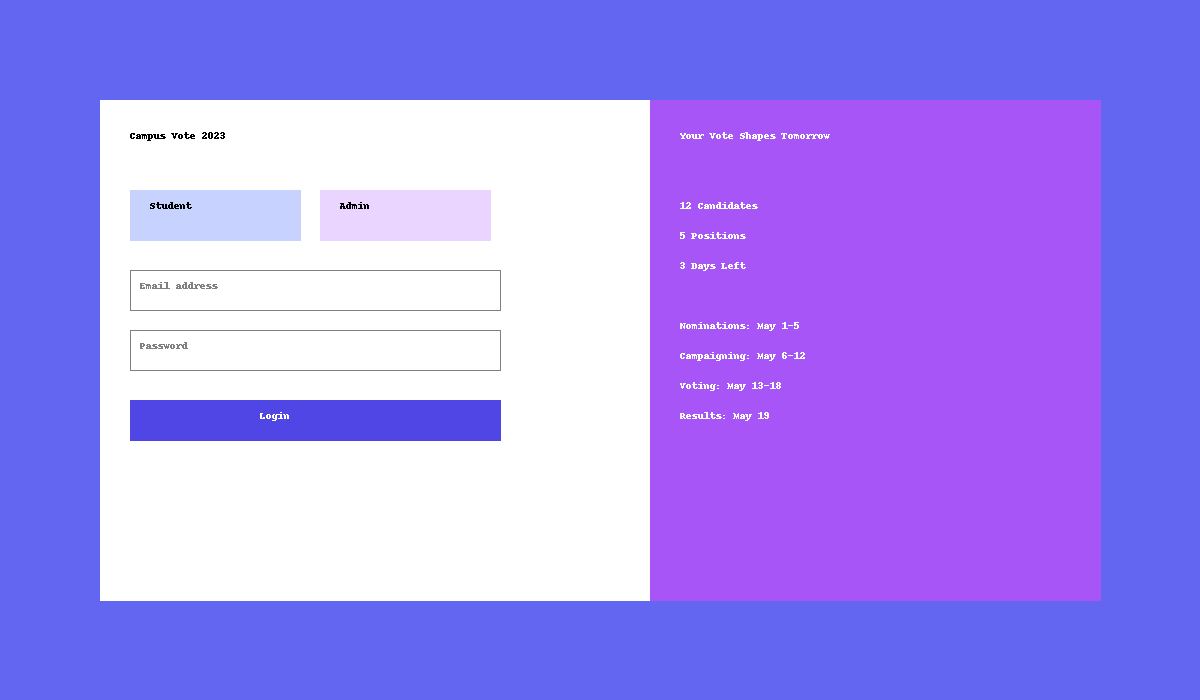 Campus Vote 2023
Student
Admin
Email address
Password
Login
Your Vote Shapes Tomorrow
12 Candidates
5 Positions
3 Days Left
Nominations: May 1-5
Campaigning: May 6-12
Voting: May 13-18
Results: May 19